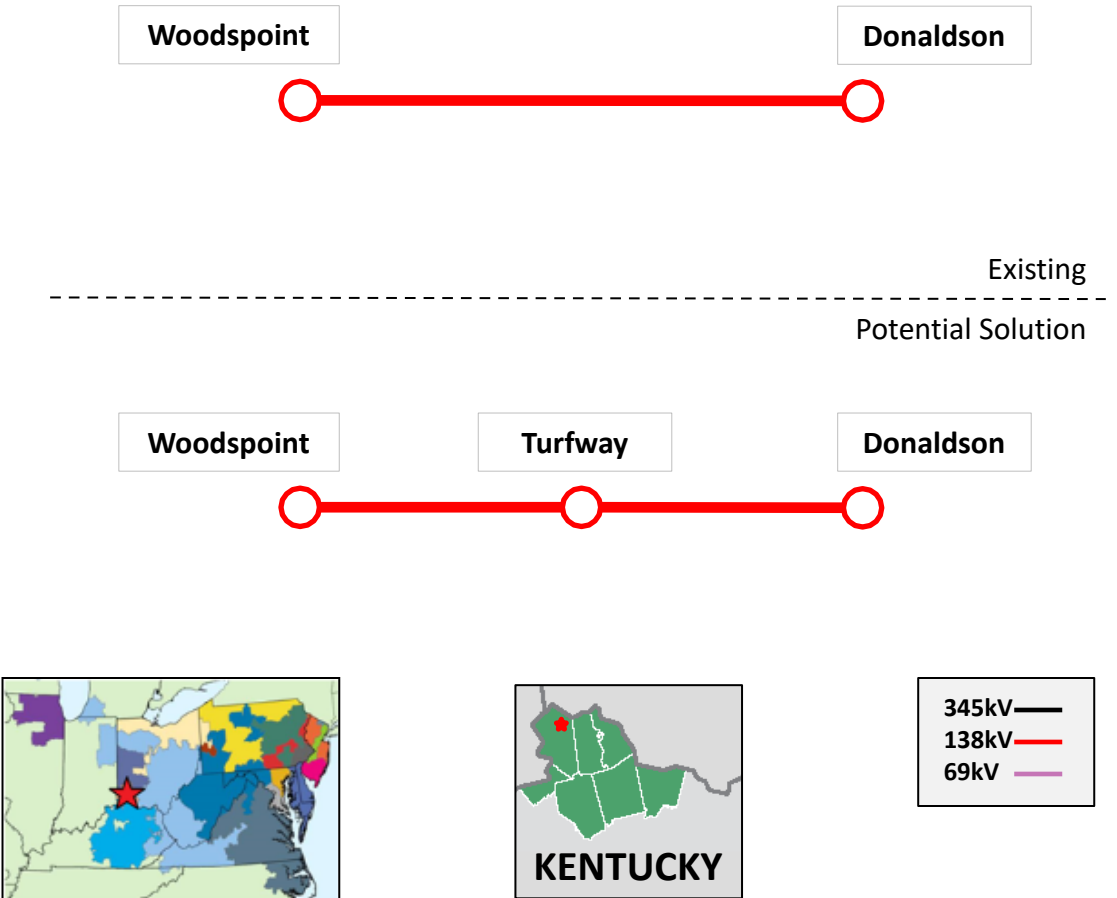 Woodspoint
Donaldson
Existing
Potential Solution
Woodspoint
Turfway
Donaldson
KENTUCKY
345kV
138kV
69kV